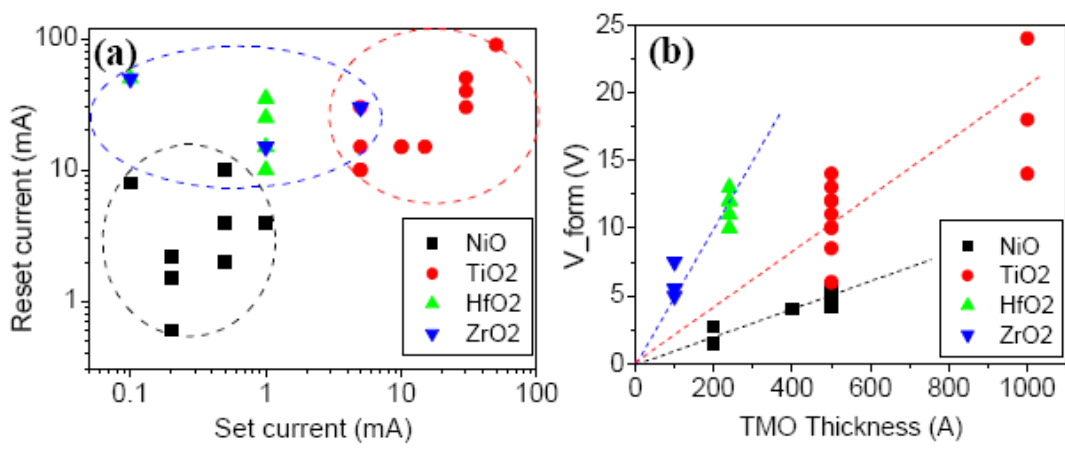 (a)
Reset current (mA)
100
10
1
0.1
1
10
100
Set current (mA)
NiO
TiO2
HfO2
ZrO2
(b)
V_form (V)
25
20
15
10
5
0
0
200
400
600
800
1000
TMO Thickness (A)
NiO
TiO2
HfO2
ZrO2